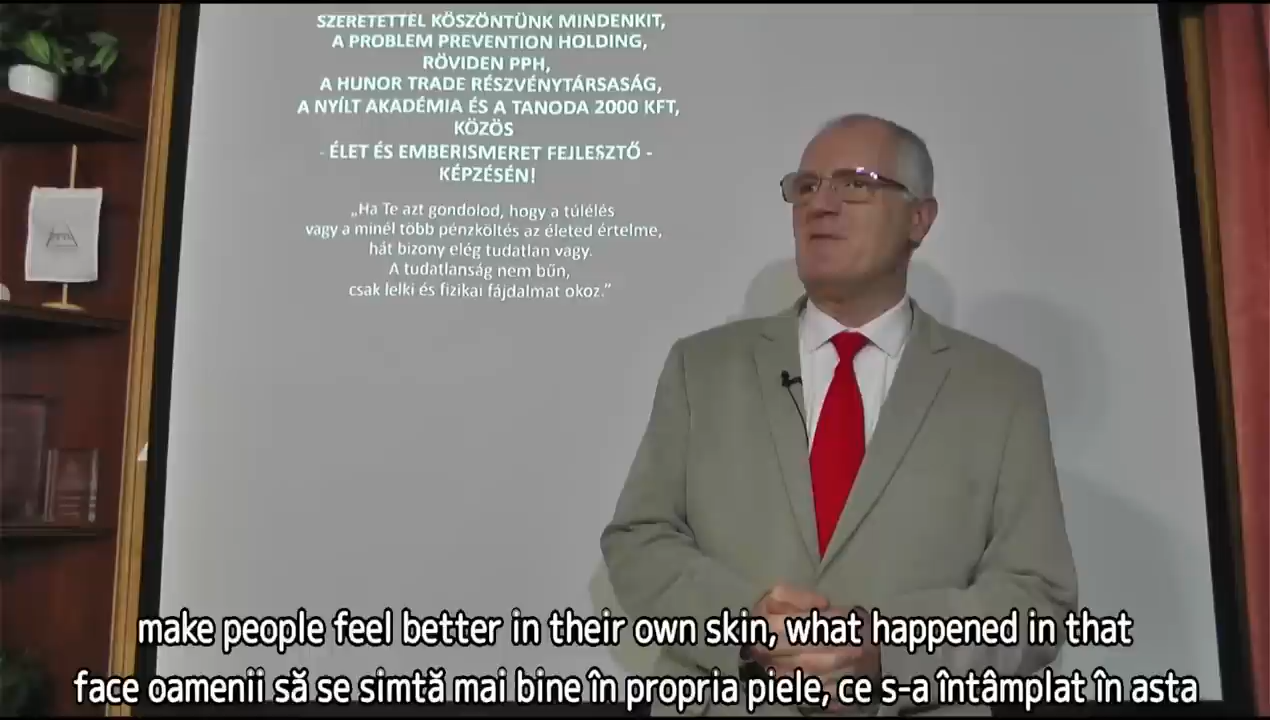 SZERETETTEL KÖSZÖNTÜNK MINDENKIT,
A PROBLEM PREVENTION HOLDING,
RÖVIDEN PPH,
A HUNOR TRADE RÉSZVÉNYTÁRSASÁG,
A NYÍLT AKADÉMIA ÉS A TANODA 2000 KFT,
KÖZÖS
- ÉLET ÉS EMBERISMERET FEJLESZTŐ -
KÉPZÉSÉN!
„Ha Te azt gondolod, hogy a túlélés
vagy a minél több pénzköltés az életed értelme,
hát bizony elég tudatlan vagy.
A tudatlanság nem bűn,
csak lelki és fizikai fájdalmat okoz.”
make people feel better in their own skin, what happened in that
face oamenii să se simtă mai bine în propria piele, ce s-a întâmplat în asta